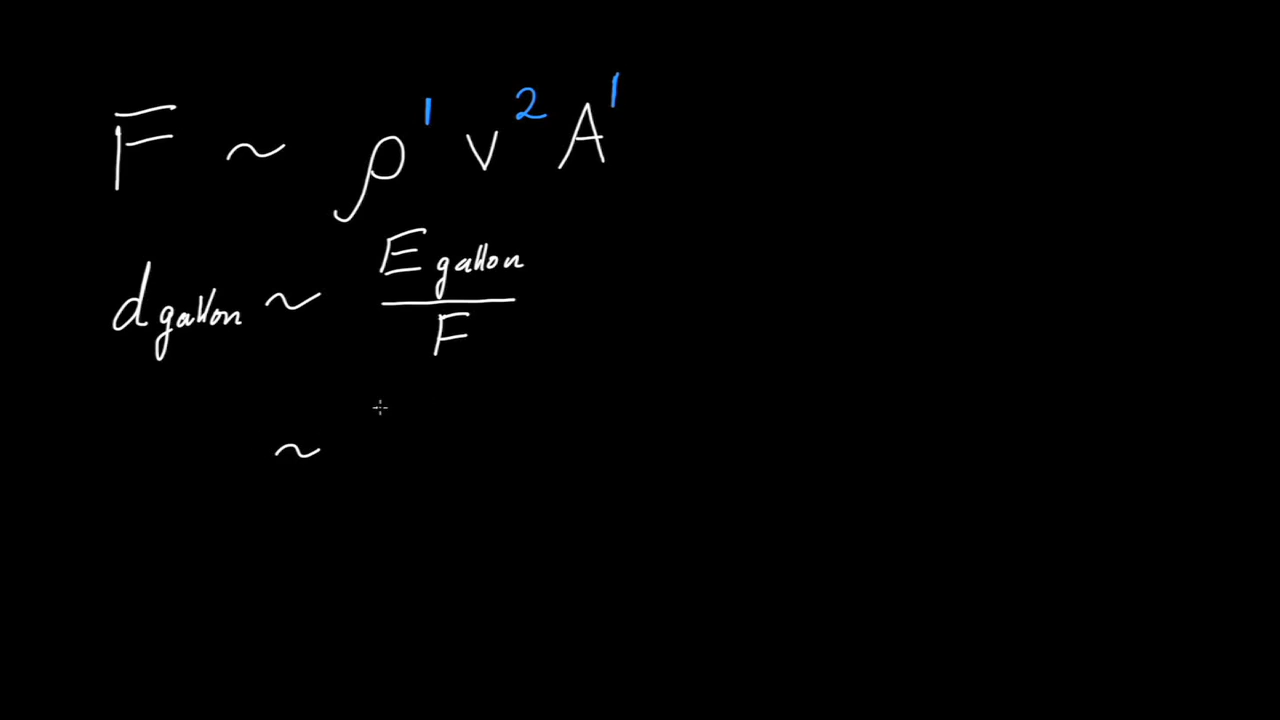 F ~ ρ¹ v² A¹
d gallon ~ E gallon / F
~